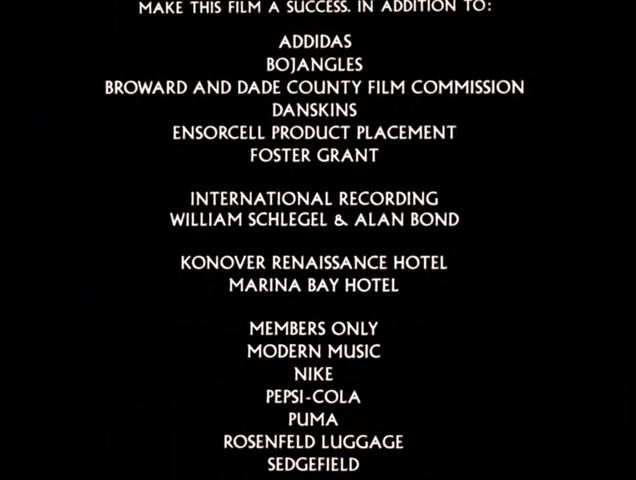 MAKE THIS FILM A SUCCESS. IN ADDITION TO:
ADDIDAS
BOJANGLES
BROWARD AND DADE COUNTY FILM COMMISSION
DANSKINS
ENSORCELL PRODUCT PLACEMENT
FOSTER GRANT
INTERNATIONAL RECORDING
WILLIAM SCHLEGEL & ALAN BOND
KONOVER RENAISSANCE HOTEL
MARINA BAY HOTEL
MEMBERS ONLY
MODERN MUSIC
NIKE
PEPSI-COLA
PUMA
ROSENFELD LUGGAGE
SEDGEFIELD